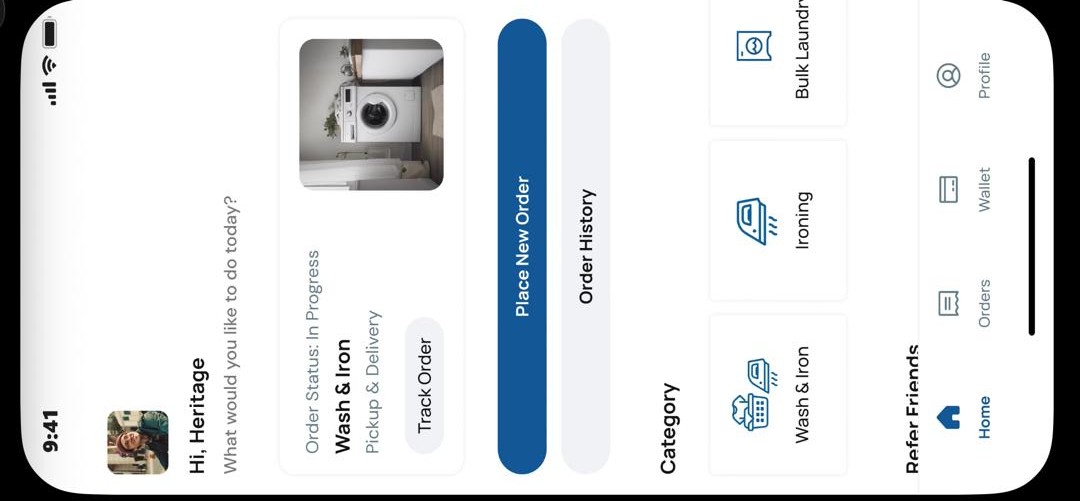 9:41
Hi, Heritage
What would you like to do today?
Order Status: In Progress
Wash & Iron
Pickup & Delivery
Track Order
Place New Order
Order History
Category
Wash & Iron
Ironing
Bulk Laundr
Refer Friends
Home
Orders
Wallet
Profile